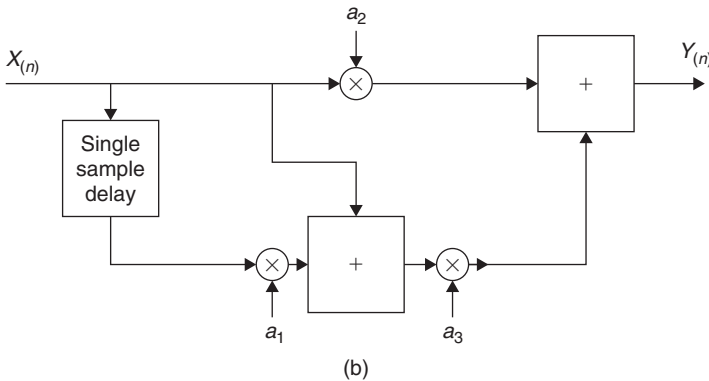 a2
X(n)
Y(n)
×
+
Single
sample
delay
×
+
×
a1
a3
(b)